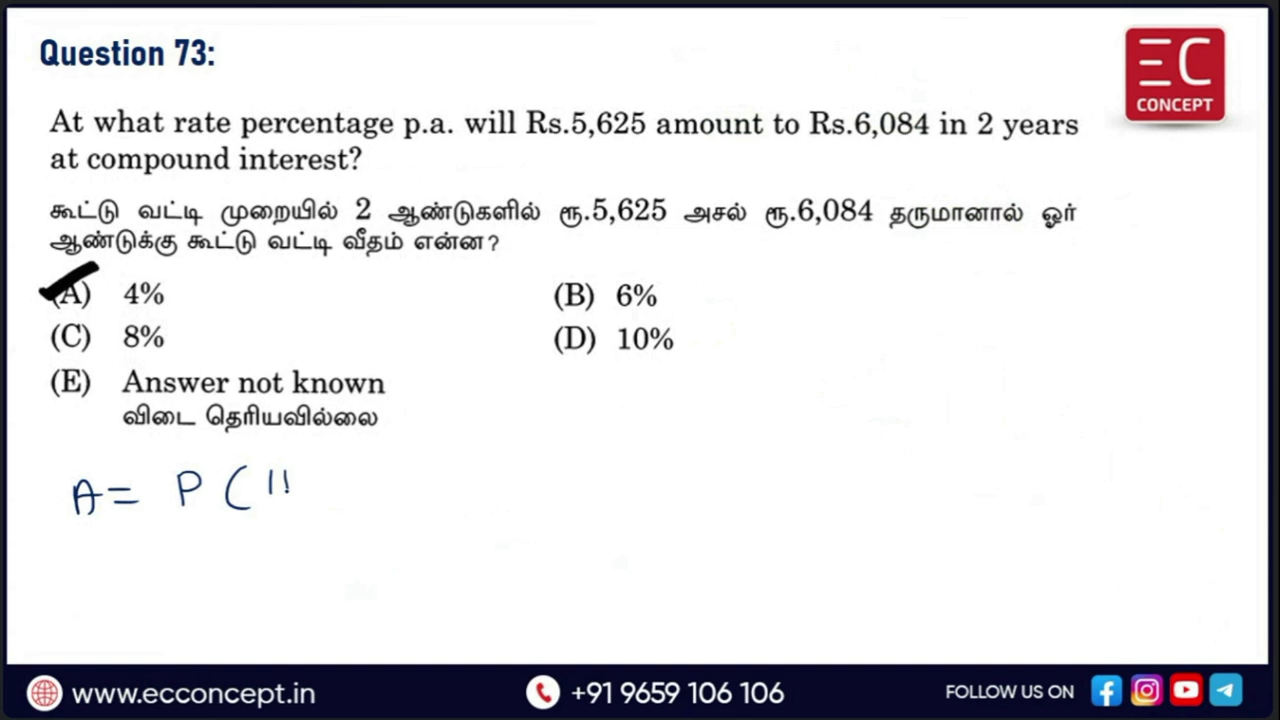 Question 73:
EC
CONCEPT
At what rate percentage p.a. will Rs.5,625 amount to Rs.6,084 in 2 years
at compound interest?
கூட்டு வட்டி முறையில் 2 ஆண்டுகளில் ரூ.5,625 அசல் ரூ.6,084 தருமானால் ஓர்
ஆண்டுக்கு கூட்டு வட்டி வீதம் என்ன?
(A) 4% (B) 6%
(C) 8% (D) 10%
(E) Answer not known
விடை தெரியவில்லை
A = P (
www.ecconcept.in +91 9659 106 106 FOLLOW US ON